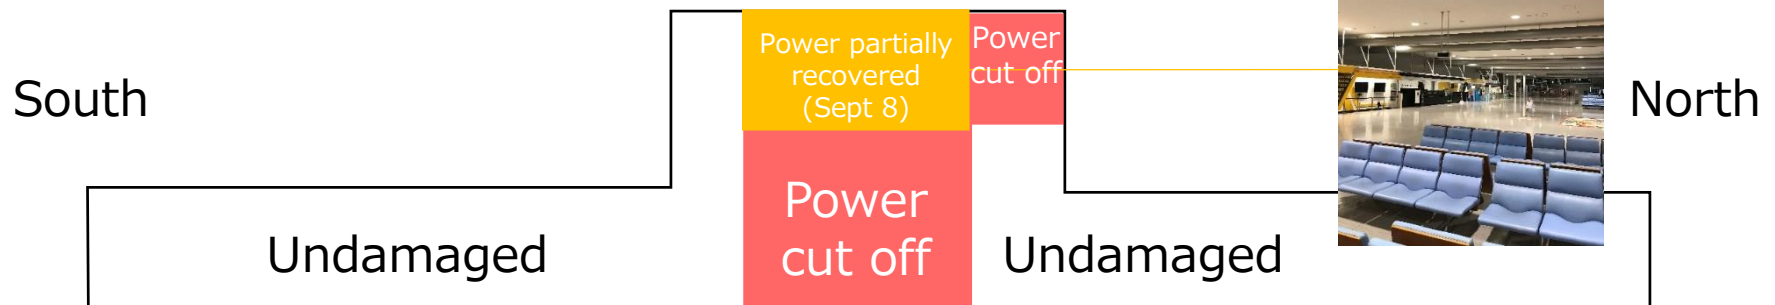 South
Power partially
recovered
(Sept 8)
Power
cut off
North
Undamaged
Power
cut off
Undamaged